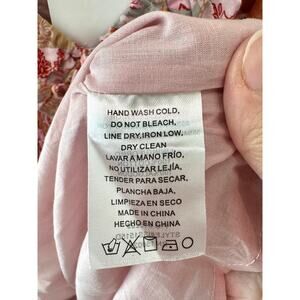 HAND WASH COLD,
DO NOT BLEACH,
LINE DRY,IRON LOW,
DRY CLEAN
LAVAR A MANO FRÍO,
NO UTILIZAR LEJÍA,
TENDER PARA SECAR,
PLANCHA BAJA,
LIMPIEZA EN SECO
MADE IN CHINA
HECHO EN CHINA